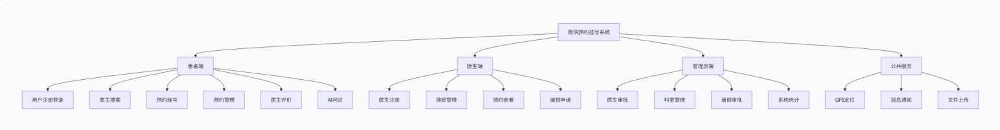 医院预约挂号系统
患者端
医生端
管理员端
公共服务
用户注册登录
医生搜索
预约挂号
预约管理
医生评价
AI问诊
医生注册
排班管理
预约查看
请假申请
医生审批
科室管理
请假审批
系统统计
GPS定位
消息通知
文件上传